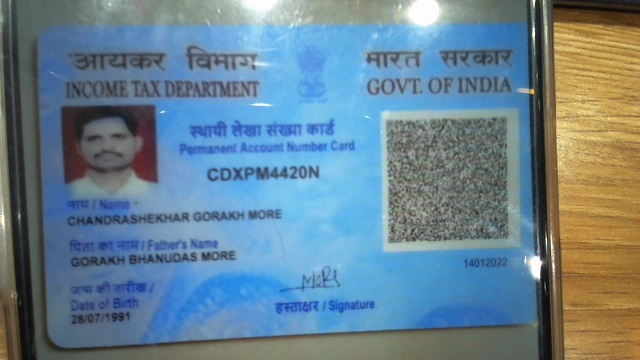 आयकर विभाग
INCOME TAX DEPARTMENT
भारत सरकार
GOVT. OF INDIA
स्थायी लेखा संख्या कार्ड
Permanent Account Number Card
CDXPM4420N
नाम / Name
CHANDRASHEKHAR GORAKH MORE
पिता का नाम / Father's Name
GORAKH BHANUDAS MORE
जन्म की तारीख /
Date of Birth
28/07/1991
हस्ताक्षर / Signature
14012022